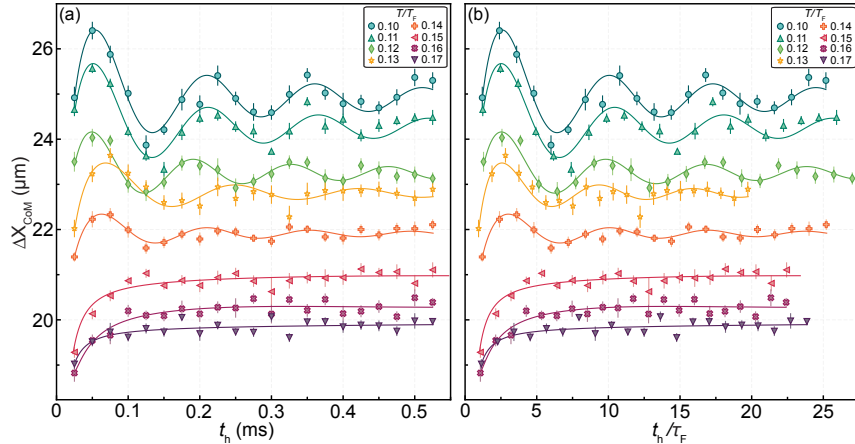 (a)
T/T_F
0.10 0.14
0.11 0.15
0.12 0.16
0.13 0.17
26
24
22
20
ΔX_CoM (μm)
0 0.1 0.2 0.3 0.4 0.5
t_h (ms)
(b)
T/T_F
0.10 0.14
0.11 0.15
0.12 0.16
0.13 0.17
0 5 10 15 20 25
t_h/τ_F